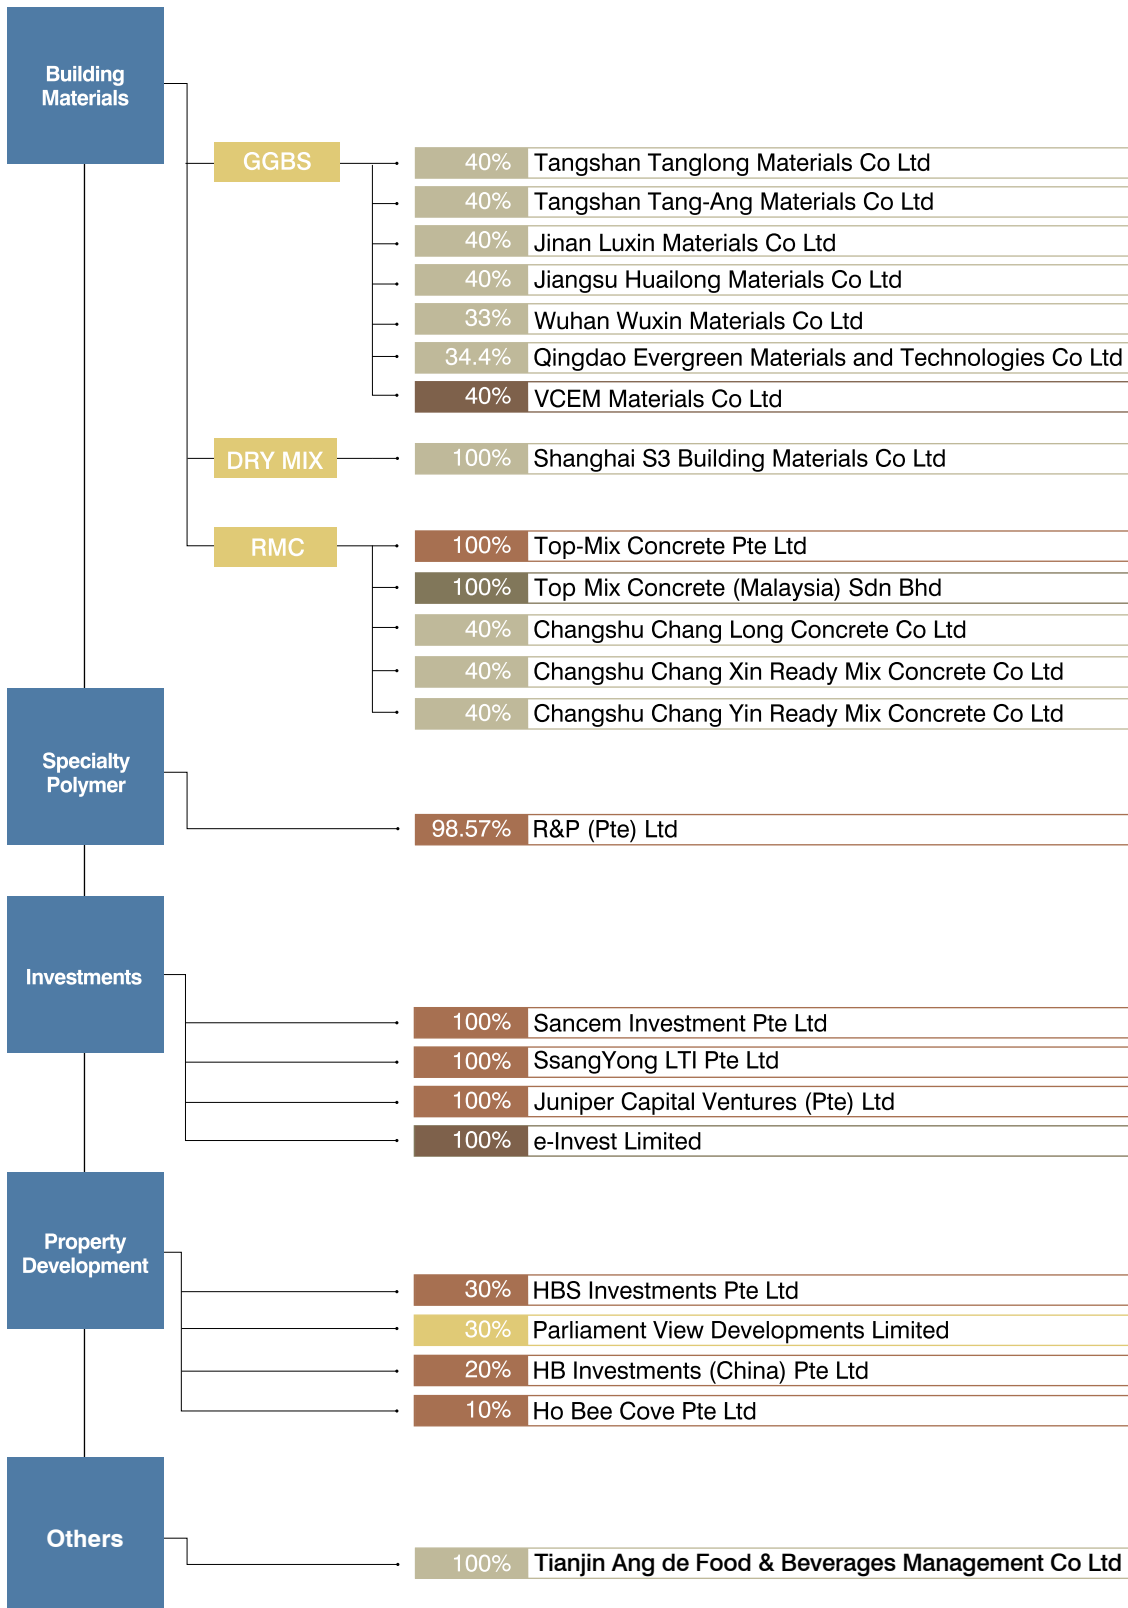 Building
Materials
GGBS
40% Tangshan Tanglong Materials Co Ltd
40% Tangshan Tang-Ang Materials Co Ltd
40% Jinan Luxin Materials Co Ltd
40% Jiangsu Huailong Materials Co Ltd
33% Wuhan Wuxin Materials Co Ltd
34.4% Qingdao Evergreen Materials and Technologies Co Ltd
40% VCEM Materials Co Ltd
DRY MIX
100% Shanghai S3 Building Materials Co Ltd
RMC
100% Top-Mix Concrete Pte Ltd
100% Top Mix Concrete (Malaysia) Sdn Bhd
40% Changshu Chang Long Concrete Co Ltd
40% Changshu Chang Xin Ready Mix Concrete Co Ltd
40% Changshu Chang Yin Ready Mix Concrete Co Ltd
Specialty
Polymer
98.57% R&P (Pte) Ltd
Investments
100% Sancem Investment Pte Ltd
100% SsangYong LTI Pte Ltd
100% Juniper Capital Ventures (Pte) Ltd
100% e-Invest Limited
Property
Development
30% HBS Investments Pte Ltd
30% Parliament View Developments Limited
20% HB Investments (China) Pte Ltd
10% Ho Bee Cove Pte Ltd
Others
100% Tianjin Ang de Food & Beverages Management Co Ltd